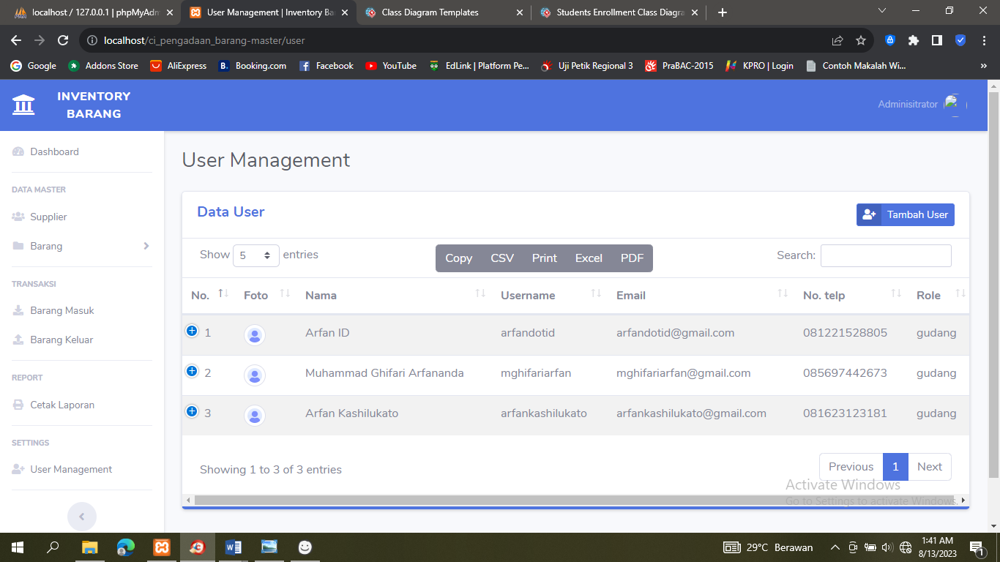 localhost / 127.0.0.1 | phpMyAdm
User Management | Inventory Ba
Class Diagram Templates
Students Enrollment Class Diagra
localhost/ci_pengadaan_barang-master/user
Google
Addons Store
AliExpress
Booking.com
Facebook
YouTube
EdLink | Platform Pe...
Uji Petik Regional 3
PraBAC-2015
KPRO | Login
Contoh Makalah Wi...
INVENTORY
BARANG
Adminisitrator
Dashboard
DATA MASTER
Supplier
Barang
TRANSAKSI
Barang Masuk
Barang Keluar
REPORT
Cetak Laporan
SETTINGS
User Management
User Management
Data User
Tambah User
Show 5 entries
Copy CSV Print Excel PDF
Search:
No. Foto Nama Username Email No. telp Role
1 Arfan ID arfandotid arfandotid@gmail.com 081221528805 gudang
2 Muhammad Ghifari Arfananda mghifariarfan mghifariarfan@gmail.com 085697442673 gudang
3 Arfan Kashilukato arfankashilukato arfankashilukato@gmail.com 081623123181 gudang
Showing 1 to 3 of 3 entries
Previous 1 Next
Activate Windows
Go to Settings to activate Windows.
29°C Berawan
1:41 AM
8/13/2023
1